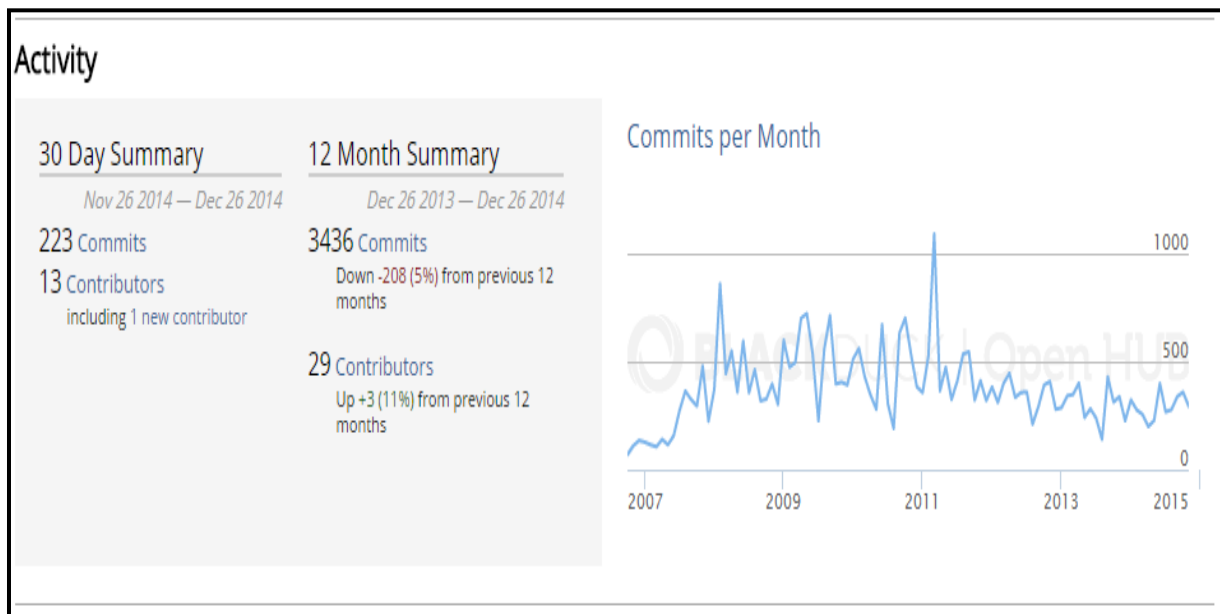 Activity
30 Day Summary
Nov 26 2014 — Dec 26 2014
223 Commits
13 Contributors
including 1 new contributor
12 Month Summary
Dec 26 2013 — Dec 26 2014
3436 Commits
Down -208 (5%) from previous 12
months
29 Contributors
Up +3 (11%) from previous 12
months
Commits per Month
1000
BLACKDUCK | Open HUB
500
0
2007
2009
2011
2013
2015